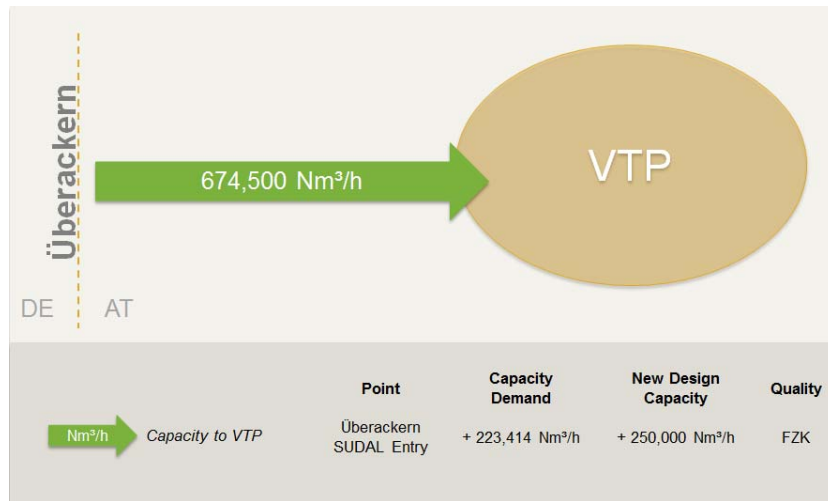 Überackern
674,500 Nm³/h
VTP
DE
AT
Point
Capacity
Demand
New Design
Capacity
Quality
Nm³/h
Capacity to VTP
Überackern
SUDAL Entry
+ 223,414 Nm³/h
+ 250,000 Nm³/h
FZK